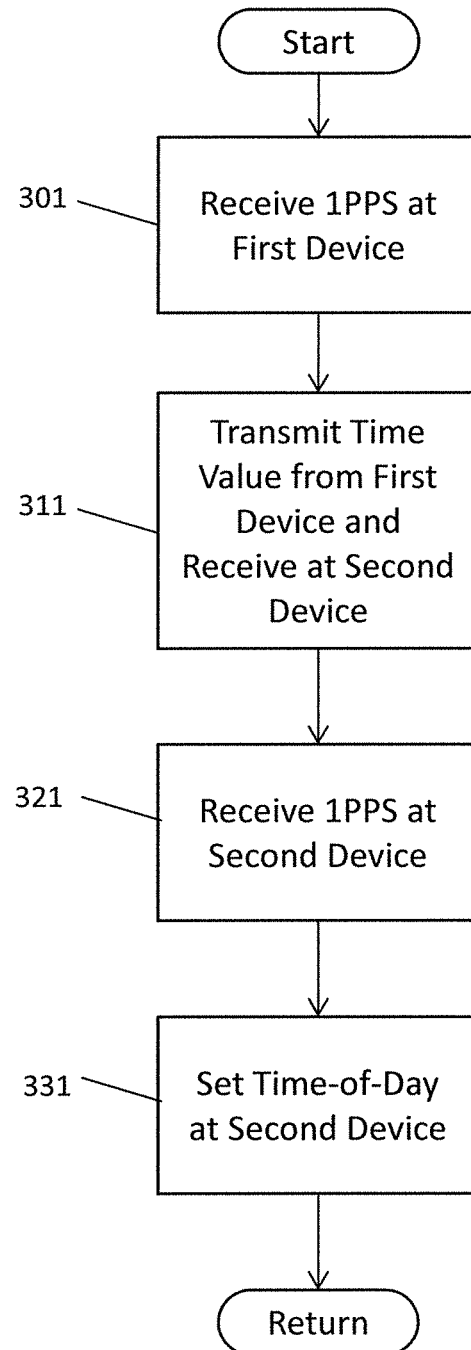 Start
301
Receive 1PPS at
First Device
311
Transmit Time
Value from First
Device and
Receive at Second
Device
321
Receive 1PPS at
Second Device
331
Set Time-of-Day
at Second Device
Return